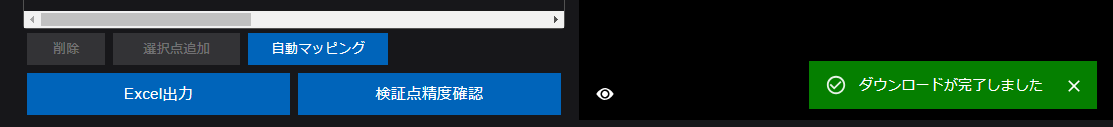 削除
選択点追加
自動マッピング
Excel出力
検証点精度確認
ダウンロードが完了しました